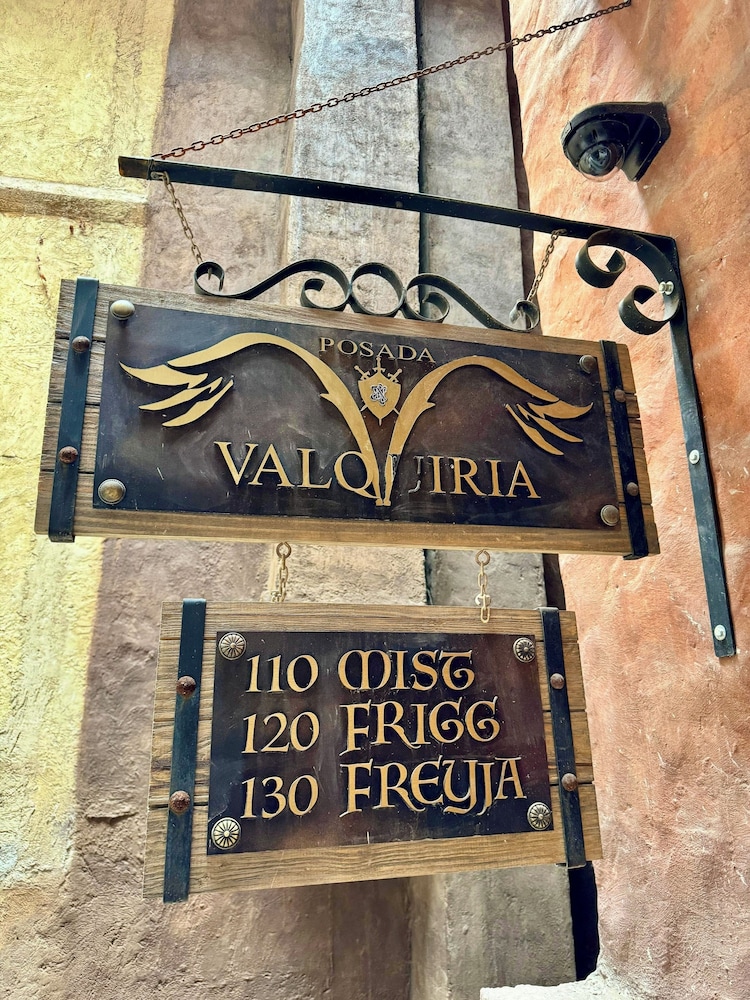 POSADA
VALQUIRIA
110 MIST
120 FRIGG
130 FREYJA